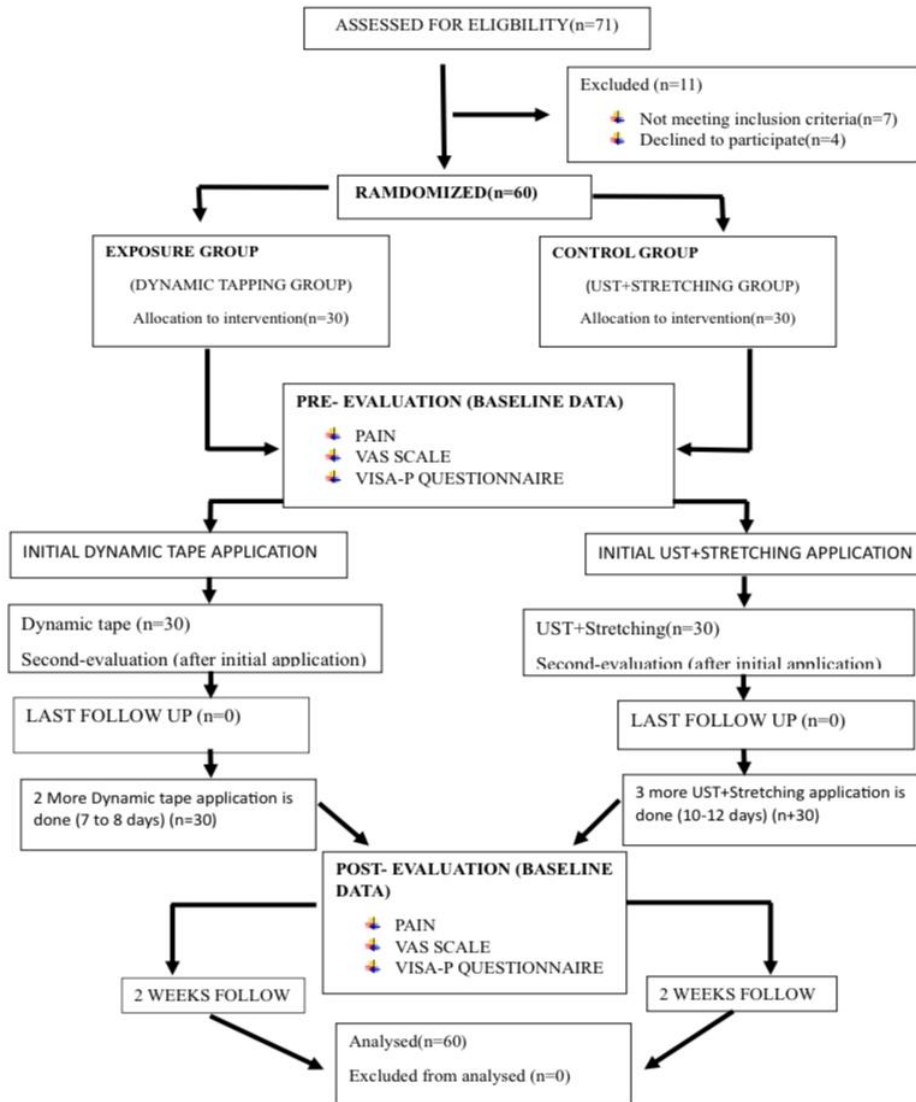 ASSESSED FOR ELIGBILITY(n=71)
Excluded (n=11)
Not meeting inclusion criteria(n=7)
Declined to participate(n=4)
RAMDOMIZED(n=60)
EXPOSURE GROUP
(DYNAMIC TAPPING GROUP)
Allocation to intervention(n=30)
CONTROL GROUP
(UST+STRETCHING GROUP)
Allocation to intervention(n=30)
PRE- EVALUATION (BASELINE DATA)
PAIN
VAS SCALE
VISA-P QUESTIONNAIRE
INITIAL DYNAMIC TAPE APPLICATION
INITIAL UST+STRETCHING APPLICATION
Dynamic tape (n=30)
Second-evaluation (after initial application)
UST+Stretching(n=30)
Second-evaluation (after initial application)
LAST FOLLOW UP (n=0)
LAST FOLLOW UP (n=0)
2 More Dynamic tape application is
done (7 to 8 days) (n=30)
3 more UST+Stretching application is
done (10-12 days) (n+30)
POST- EVALUATION (BASELINE
DATA)
PAIN
VAS SCALE
VISA-P QUESTIONNAIRE
2 WEEKS FOLLOW
2 WEEKS FOLLOW
Analysed(n=60)
Excluded from analysed (n=0)